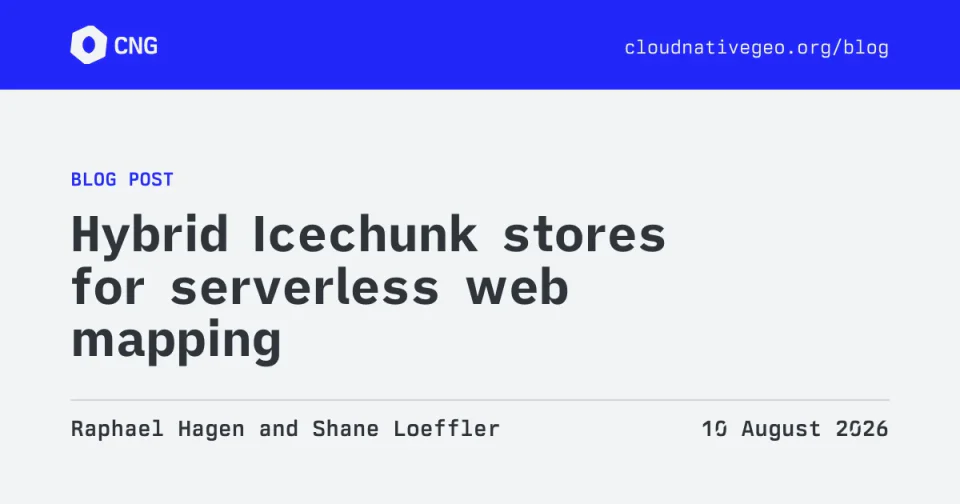 CNG
cloudnativegeo.org/blog
BLOG POST
Hybrid Icechunk stores
for serverless web
mapping
Raphael Hagen and Shane Loeffler
10 August 2026